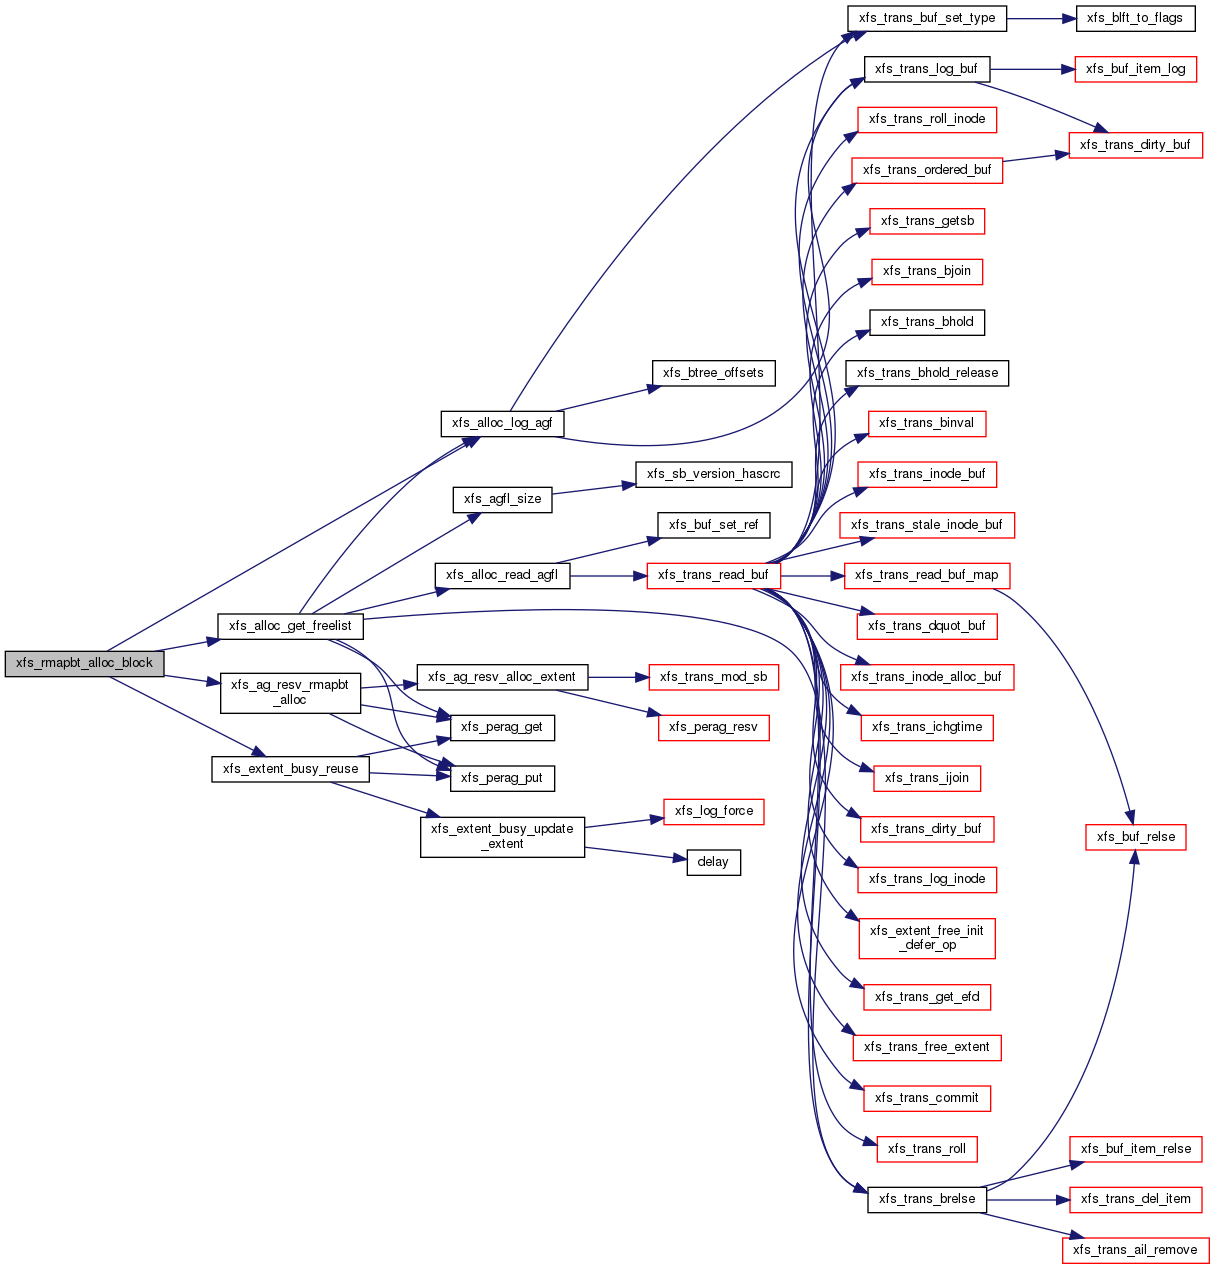 xfs_trans_buf_set_type
xfs_blft_to_flags
xfs_trans_log_buf
xfs_buf_item_log
xfs_trans_roll_inode
xfs_trans_dirty_buf
xfs_trans_ordered_buf
xfs_trans_getsb
xfs_trans_bjoin
xfs_trans_bhold
xfs_btree_offsets
xfs_trans_bhold_release
xfs_alloc_log_agf
xfs_trans_binval
xfs_sb_version_hascrc
xfs_trans_inode_buf
xfs_agfl_size
xfs_buf_set_ref
xfs_trans_stale_inode_buf
xfs_alloc_read_agfl
xfs_trans_read_buf
xfs_trans_read_buf_map
xfs_alloc_get_freelist
xfs_trans_dquot_buf
xfs_rmapbt_alloc_block
xfs_ag_resv_rmapbt
_alloc
xfs_ag_resv_alloc_extent
xfs_trans_mod_sb
xfs_trans_inode_alloc_buf
xfs_perag_get
xfs_perag_resv
xfs_trans_ichgtime
xfs_extent_busy_reuse
xfs_perag_put
xfs_trans_ijoin
xfs_log_force
xfs_trans_dirty_buf
xfs_extent_busy_update
_extent
xfs_buf_relse
delay
xfs_trans_log_inode
xfs_extent_free_init
_defer_op
xfs_trans_get_efd
xfs_trans_free_extent
xfs_trans_commit
xfs_trans_roll
xfs_buf_item_relse
xfs_trans_brelse
xfs_trans_del_item
xfs_trans_ail_remove